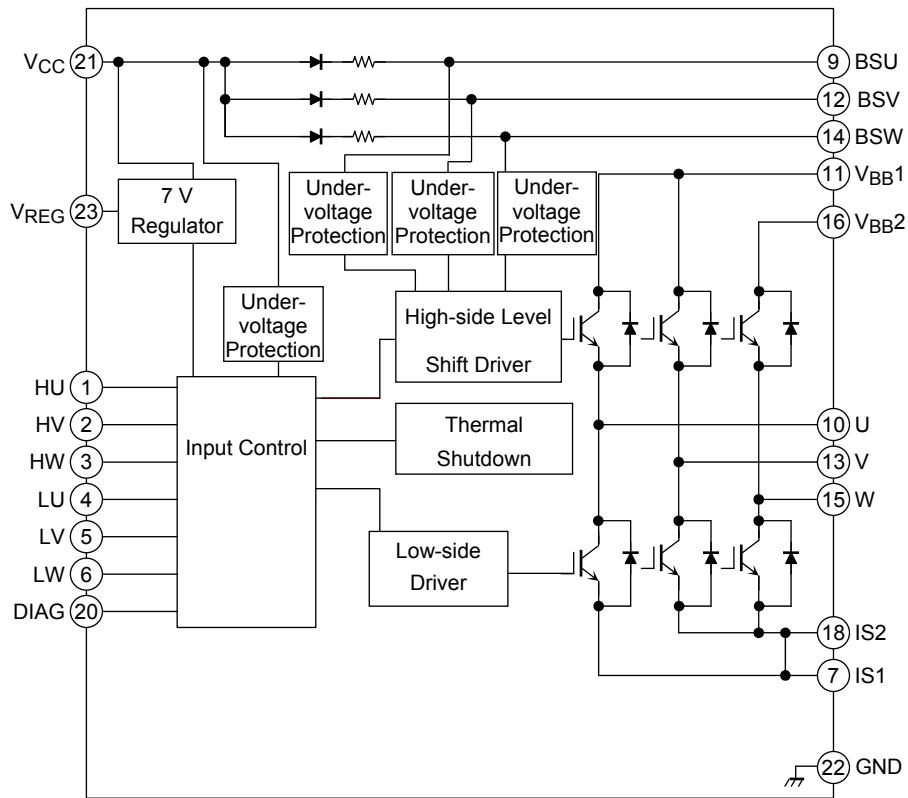 VCC 21
9 BSU
12 BSV
14 BSW
11 VBB1
16 VBB2
VREG 23
7 V
Regulator
Under-
voltage
Protection
Under-
voltage
Protection
Under-
voltage
Protection
Under-
voltage
Protection
High-side Level
Shift Driver
HU 1
HV 2
HW 3
LU 4
LV 5
LW 6
DIAG 20
Input Control
Thermal
Shutdown
Low-side
Driver
10 U
13 V
15 W
18 IS2
7 IS1
22 GND